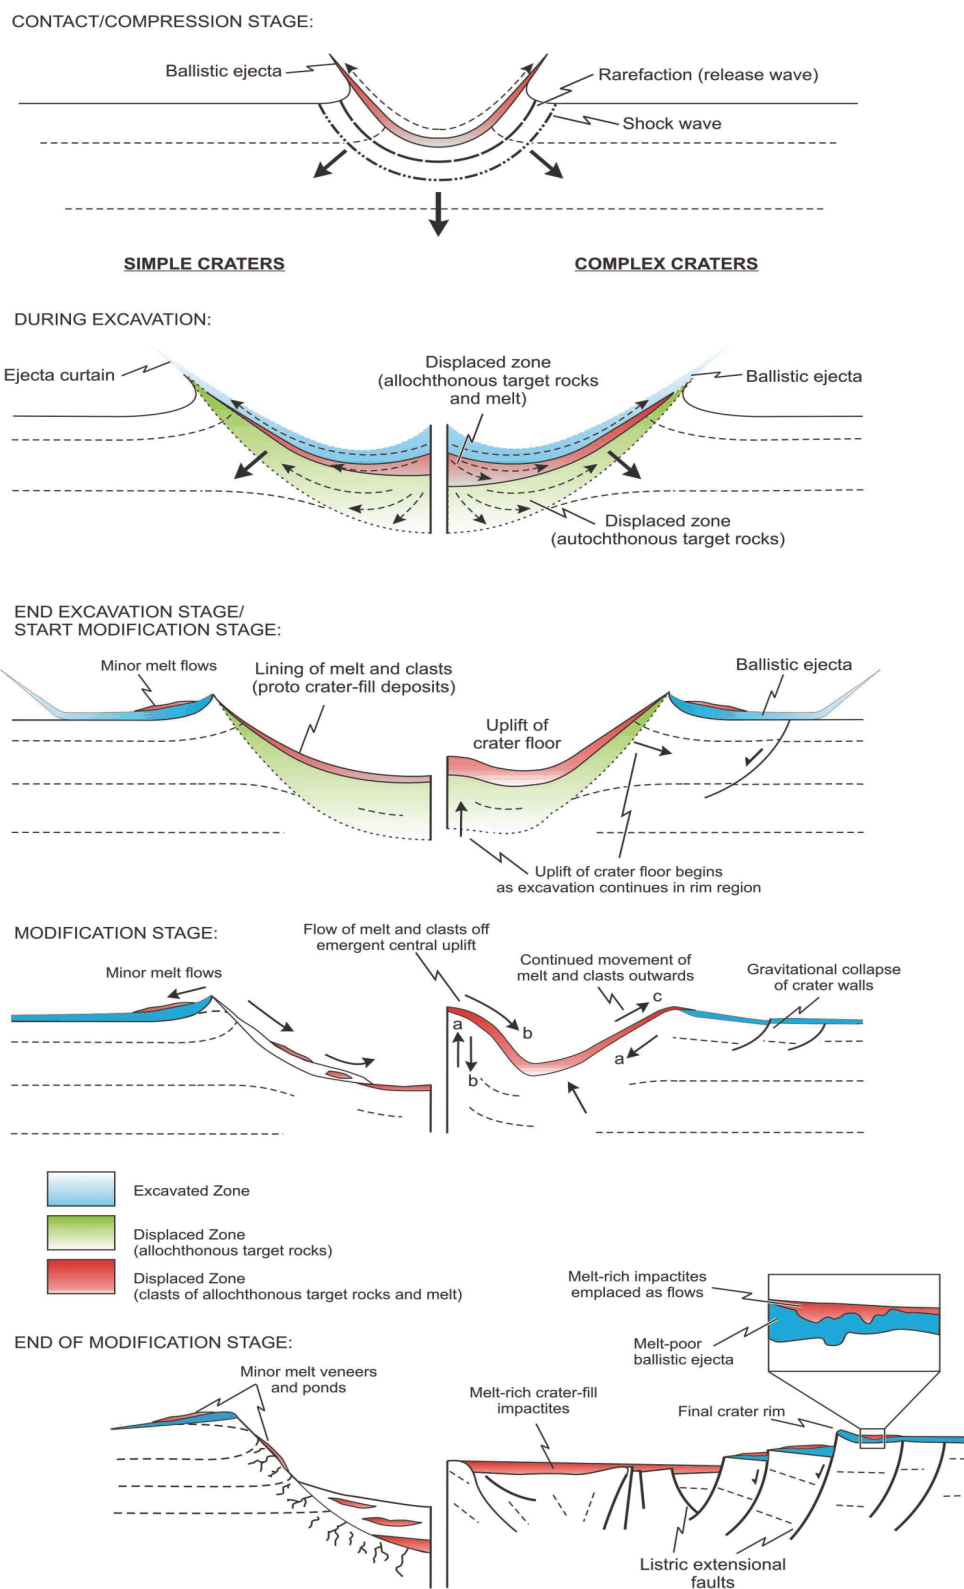 CONTACT/COMPRESSION STAGE:
Ballistic ejecta
Rarefaction (release wave)
Shock wave
SIMPLE CRATERS
COMPLEX CRATERS
DURING EXCAVATION:
Ejecta curtain
Displaced zone
(allochthonous target rocks
and melt)
Ballistic ejecta
Displaced zone
(autochthonous target rocks)
END EXCAVATION STAGE/
START MODIFICATION STAGE:
Minor melt flows
Lining of melt and clasts
(proto crater-fill deposits)
Uplift of
crater floor
Ballistic ejecta
Uplift of crater floor begins
as excavation continues in rim region
MODIFICATION STAGE:
Minor melt flows
Flow of melt and clasts off
emergent central uplift
Continued movement of
melt and clasts outwards
Gravitational collapse
of crater walls
a
b
b
c
a
Excavated Zone
Displaced Zone
(allochthonous target rocks)
Displaced Zone
(clasts of allochthonous target rocks and melt)
END OF MODIFICATION STAGE:
Minor melt veneers
and ponds
Melt-rich crater-fill
impactites
Melt-rich impactites
emplaced as flows
Melt-poor
ballistic ejecta
Final crater rim
Listric extensional
faults